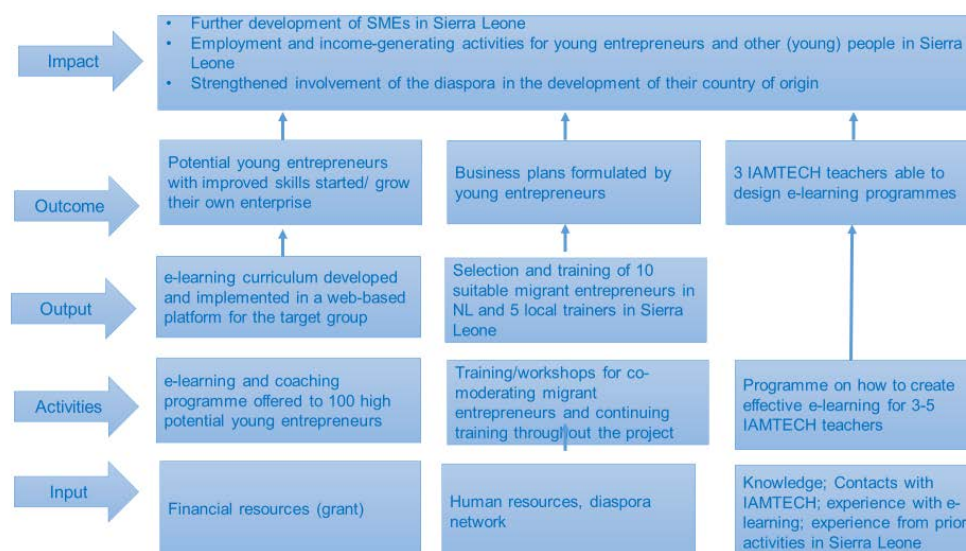 Impact
• Further development of SMEs in Sierra Leone
• Employment and income-generating activities for young entrepreneurs and other (young) people in Sierra
Leone
• Strengthened involvement of the diaspora in the development of their country of origin
Outcome
Potential young entrepreneurs
with improved skills started/ grow
their own enterprise
Business plans formulated by
young entrepreneurs
3 IAMTECH teachers able to
design e-learning programmes
Output
e-learning curriculum developed
and implemented in a web-based
platform for the target group
Selection and training of 10
suitable migrant entrepreneurs in
NL and 5 local trainers in Sierra
Leone
Activities
e-learning and coaching
programme offered to 100 high
potential young entrepreneurs
Training/workshops for co-
moderating migrant
entrepreneurs and continuing
training throughout the project
Programme on how to create
effective e-learning for 3-5
IAMTECH teachers
Input
Financial resources (grant)
Human resources, diaspora
network
Knowledge; Contacts with
IAMTECH; experience with e-
learning; experience from prior
activities in Sierra Leone